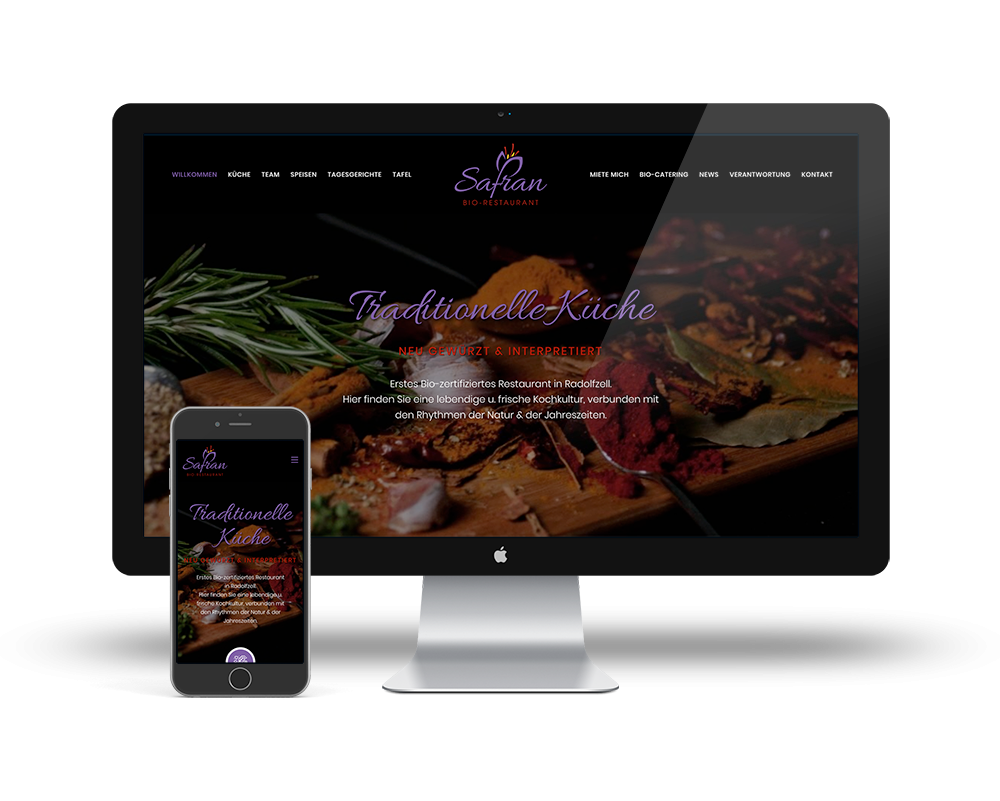 WILLKOMMEN KÜCHE TEAM SPEISEN TAGESGERICHTE TAFEL
Safran
BIO-RESTAURANT
MIETE MICH BIO-CATERING NEWS VERANTWORTUNG KONTAKT
Traditionelle Küche
NEU GEWÜRZT & INTERPRETIERT
Erstes Bio-zertifiziertes Restaurant in Radolfzell.
Hier finden Sie eine lebendige u. frische Kochkultur, verbunden mit
den Rhythmen der Natur & der Jahreszeiten.
Safran
BIO-RESTAURANT
Traditionelle
Küche
NEU GEWÜRZT & INTERPRETIERT
Erstes Bio-zertifiziertes Restaurant
in Radolfzell.
Hier finden Sie eine lebendige u.
frische Kochkultur, verbunden mit
den Rhythmen der Natur & der
Jahreszeiten.